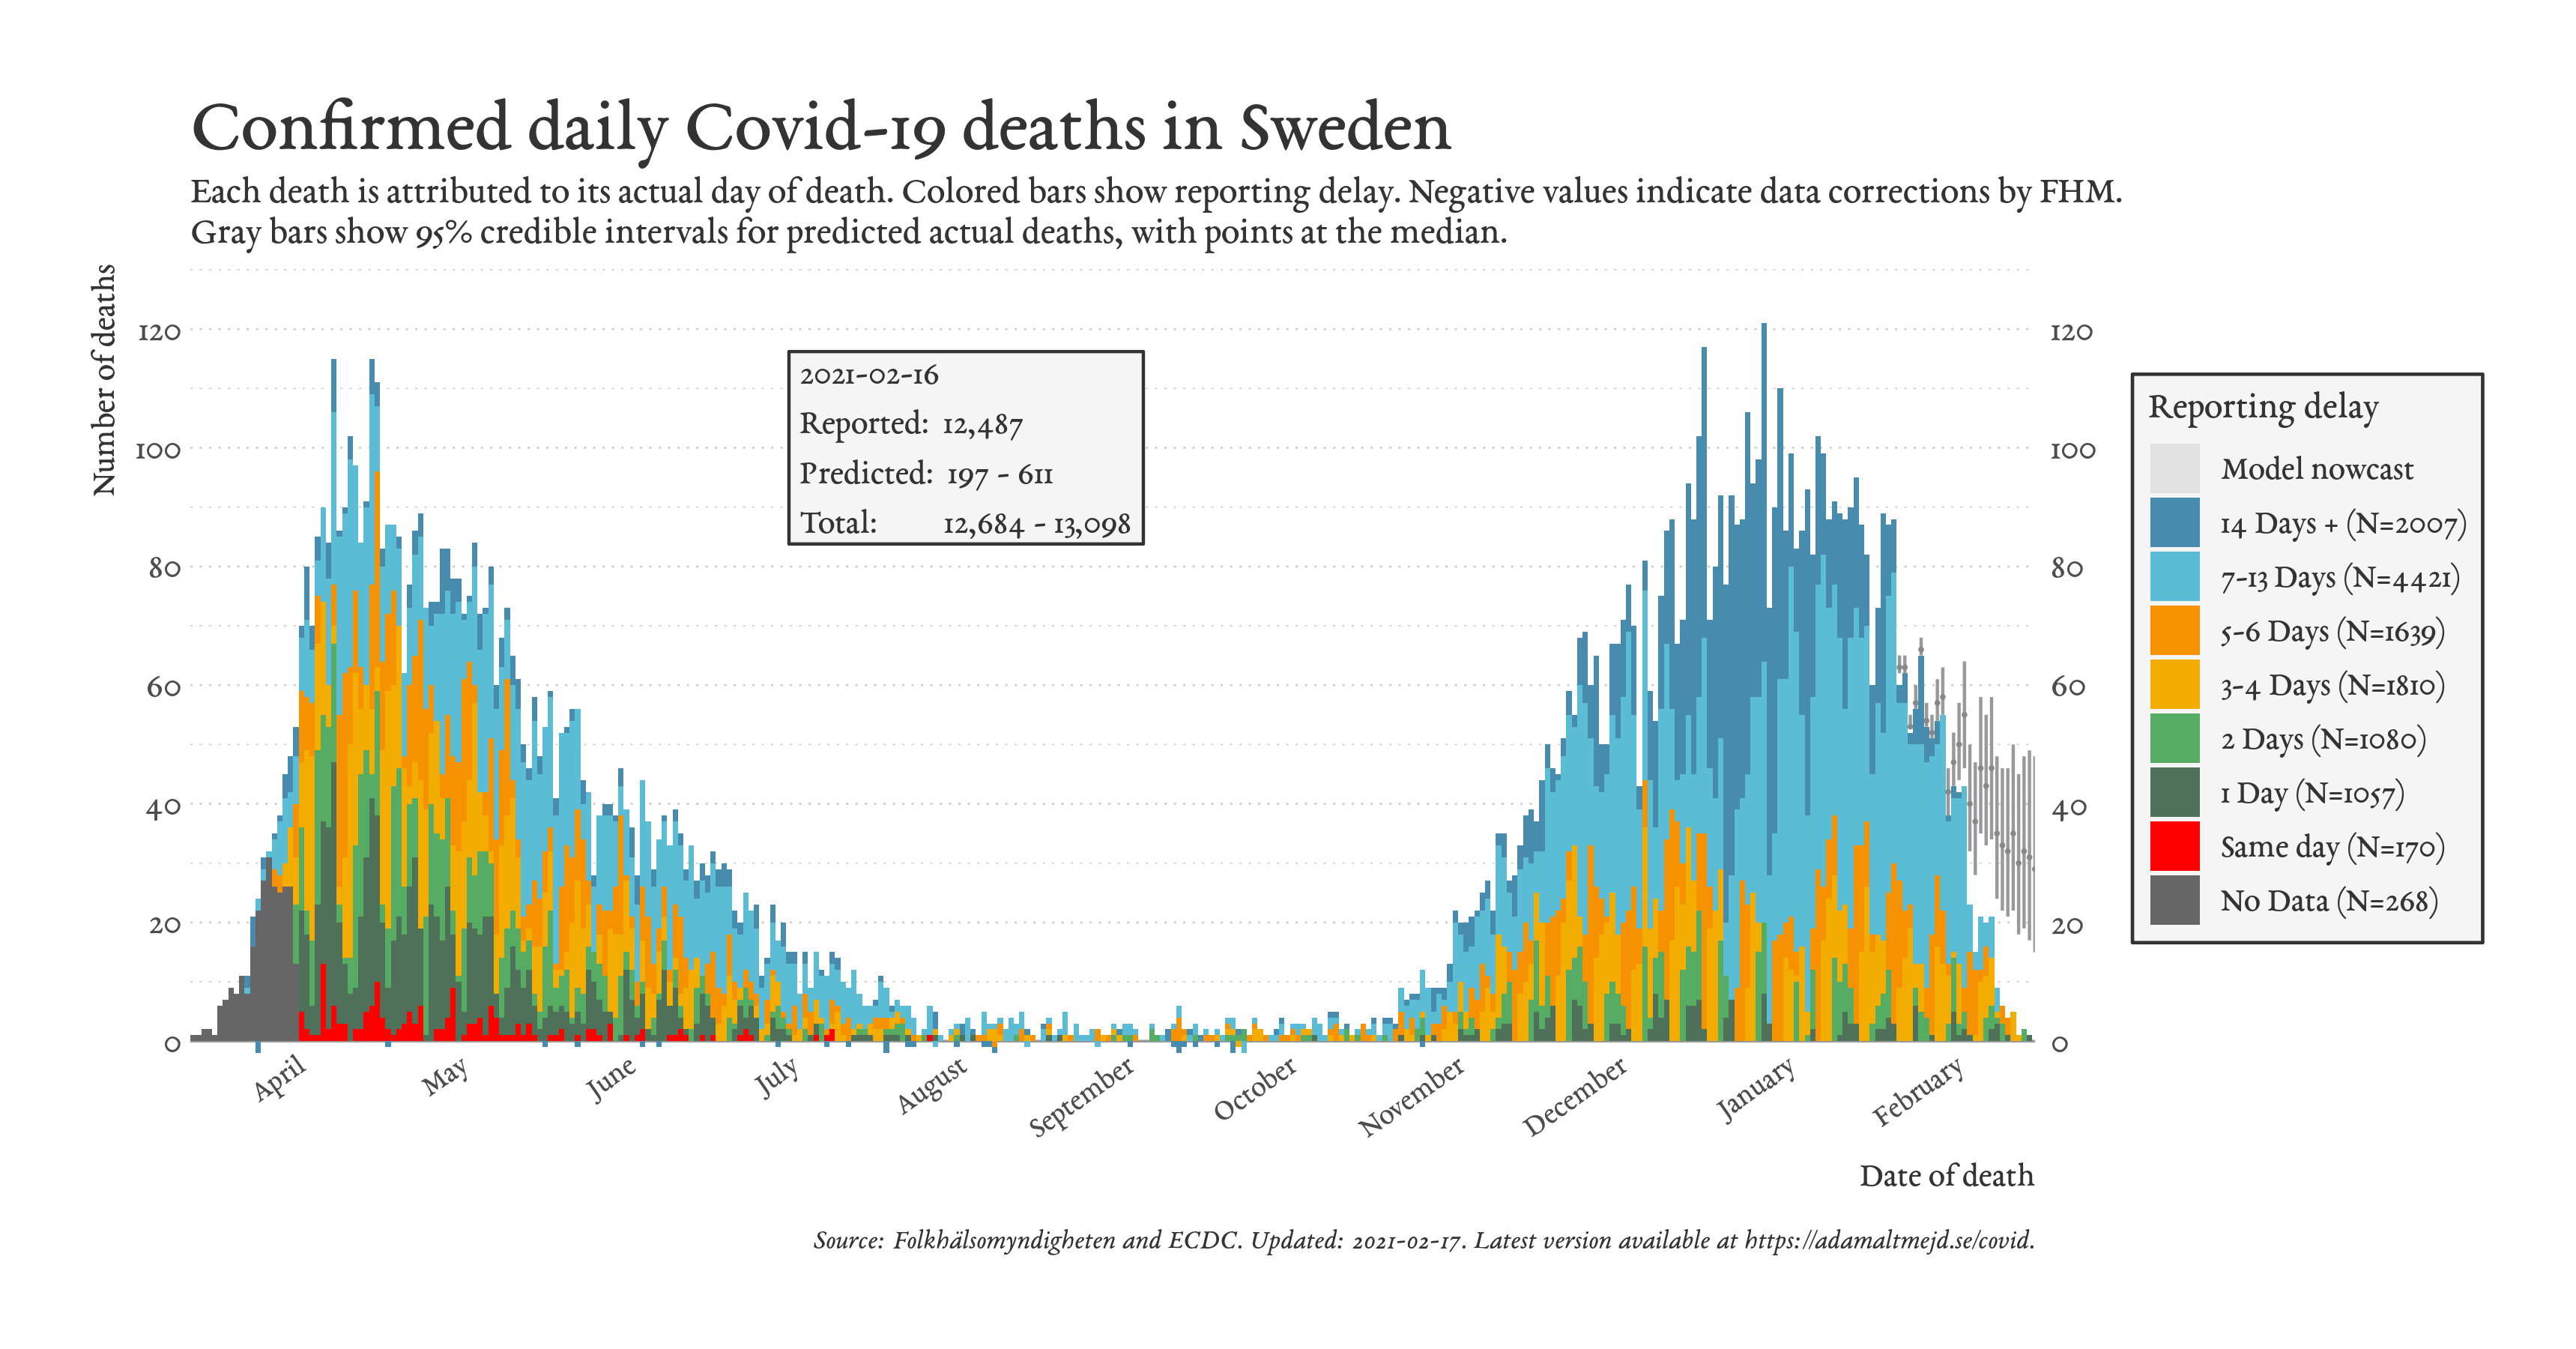 Confirmed daily Covid-19 deaths in Sweden
Each death is attributed to its actual day of death. Colored bars show reporting delay. Negative values indicate data corrections by FHM.
Gray bars show 95% credible intervals for predicted actual deaths, with points at the median.
Number of deaths
120
100
80
60
40
20
0
2021-02-16
Reported: 12,487
Predicted: 197 - 611
Total: 12,684 - 13,098
120
100
80
60
40
20
0
Reporting delay
Model nowcast
14 Days + (N=2007)
7-13 Days (N=4421)
5-6 Days (N=1639)
3-4 Days (N=1810)
2 Days (N=1080)
1 Day (N=1057)
Same day (N=170)
No Data (N=268)
April
May
June
July
August
September
October
November
December
January
February
Date of death
Source: Folkhälsomyndigheten and ECDC. Updated: 2021-02-17. Latest version available at https://adamaltmejd.se/covid.